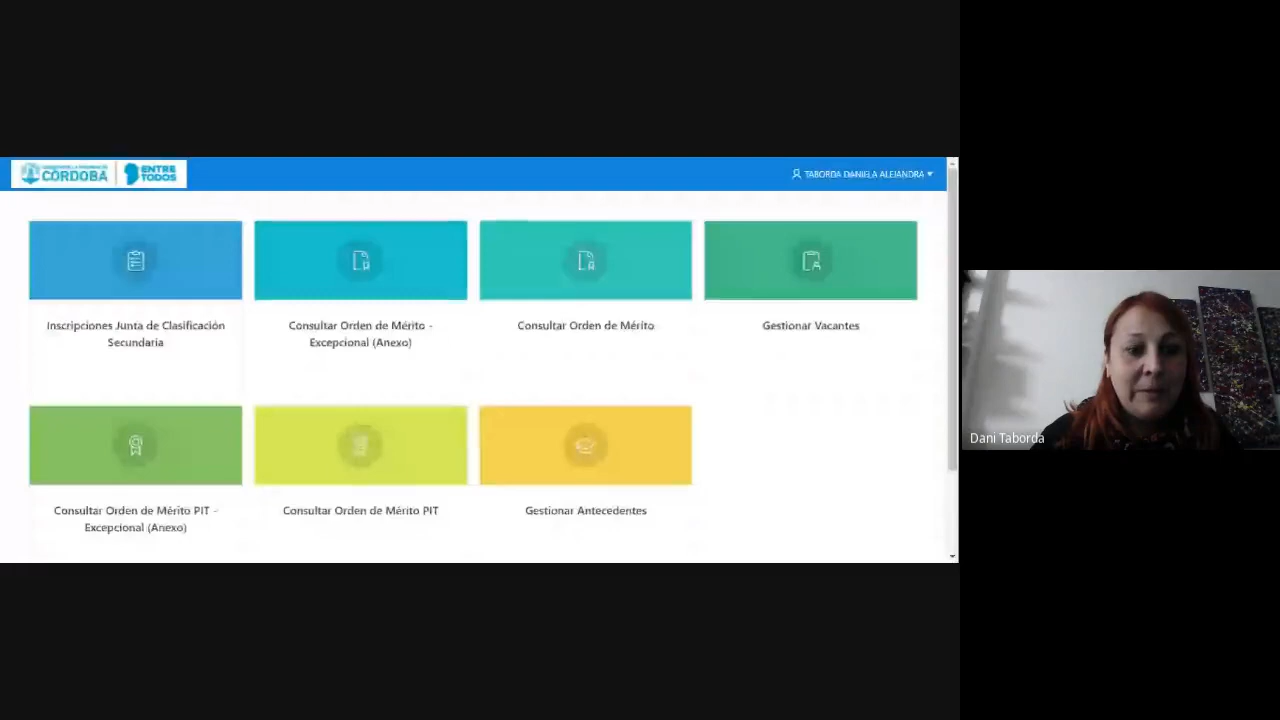 CÓRDOBA
ENTRE
TODOS
TABORDA DANIELA ALEJANDRA
Inscripciones Junta de Clasificación
Secundaria
Consultar Orden de Mérito -
Excepcional (Anexo)
Consultar Orden de Mérito
Gestionar Vacantes
Consultar Orden de Mérito PIT -
Excepcional (Anexo)
Consultar Orden de Mérito PIT
Gestionar Antecedentes
Dani Taborda